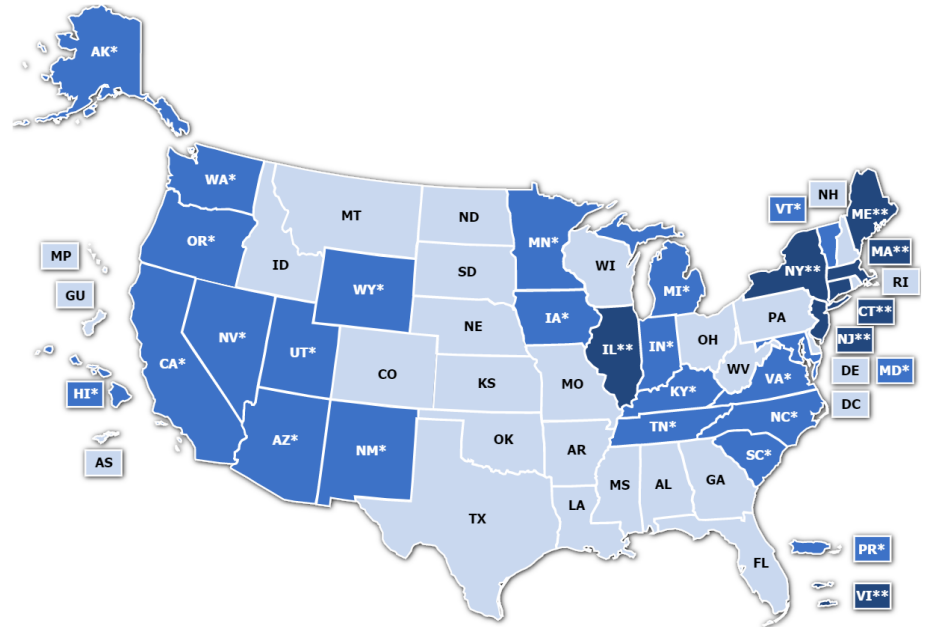 AK*
WA*
MT
ND
MN*
VT*
NH
ME**
OR*
ID
SD
WI
MI*
NY**
MA**
RI
MP
GU
WY*
NE
IA*
PA
CT**
NJ**
NV*
UT*
CO
KS
MO
IL**
IN*
OH
WV
VA*
DE
MD*
CA*
HI*
KY*
DC
AZ*
NM*
OK
AR
TN*
NC*
SC*
AS
TX
LA
MS
AL
GA
FL
PR*
VI**